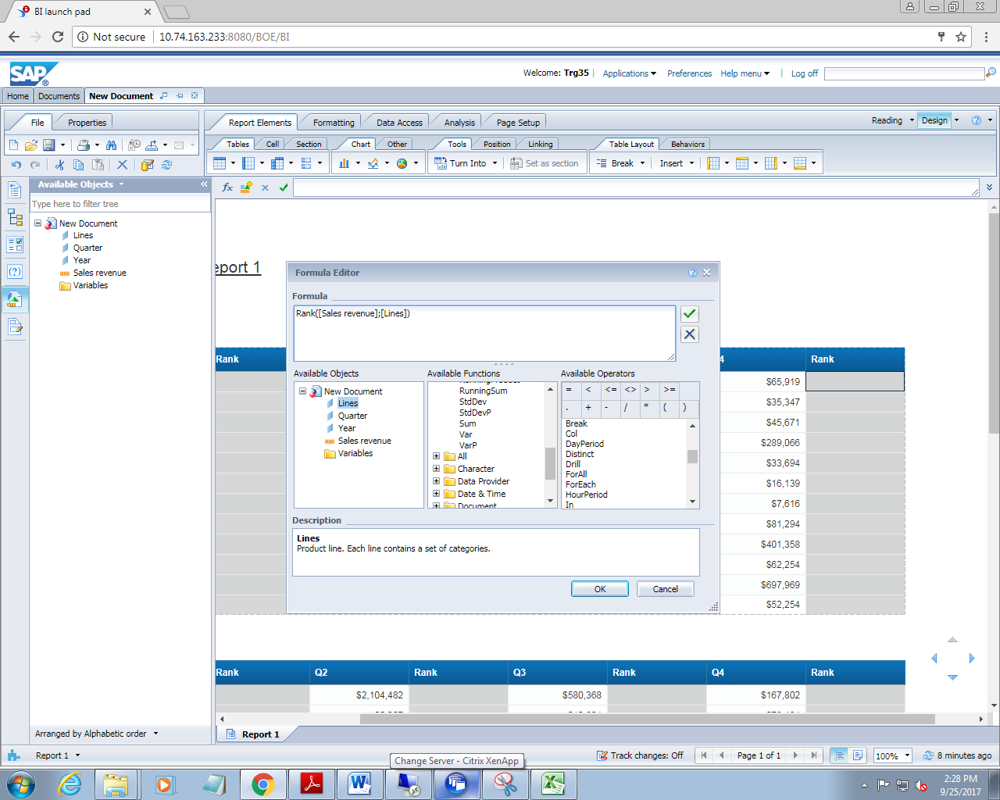 BI launch pad
Not secure | 10.74.163.233:8080/BOE/BI
SAP
Welcome: Trg35 | Applications Preferences Help menu | Log off
Home Documents New Document
File Properties
Report Elements Formatting Data Access Analysis Page Setup
Reading Design
Tables Cell Section Chart Other Tools Position Linking Table Layout Behaviors
Turn Into Set as section Break Insert
Available Objects
Type here to filter tree
New Document
Lines
Quarter
Year
Sales revenue
Variables
Arranged by Alphabetic order
eport 1
Rank
4 Rank
$65,919
$35,347
$45,671
$289,066
$33,694
$16,139
$7,616
$81,294
$401,358
$62,254
$697,969
$52,254
Formula Editor
Formula
Rank([Sales revenue];[Lines])
Available Objects
New Document
Lines
Quarter
Year
Sales revenue
Variables
Available Functions
RunningSum
StdDev
StdDevP
Sum
Var
VarP
All
Character
Data Provider
Date & Time
Document
Available Operators
= < <= <> > >=
. + - / * ( )
Break
Col
DayPeriod
Distinct
Drill
ForAll
ForEach
HourPeriod
In
Description
Lines
Product line. Each line contains a set of categories.
OK Cancel
Rank Q2 Rank Q3 Rank Q4 Rank
$2,104,482 $580,368 $167,802
Report 1
Report 1
Track changes: Off
Page 1 of 1
100%
8 minutes ago
Change Server - Citrix XenApp
2:28 PM
9/25/2017